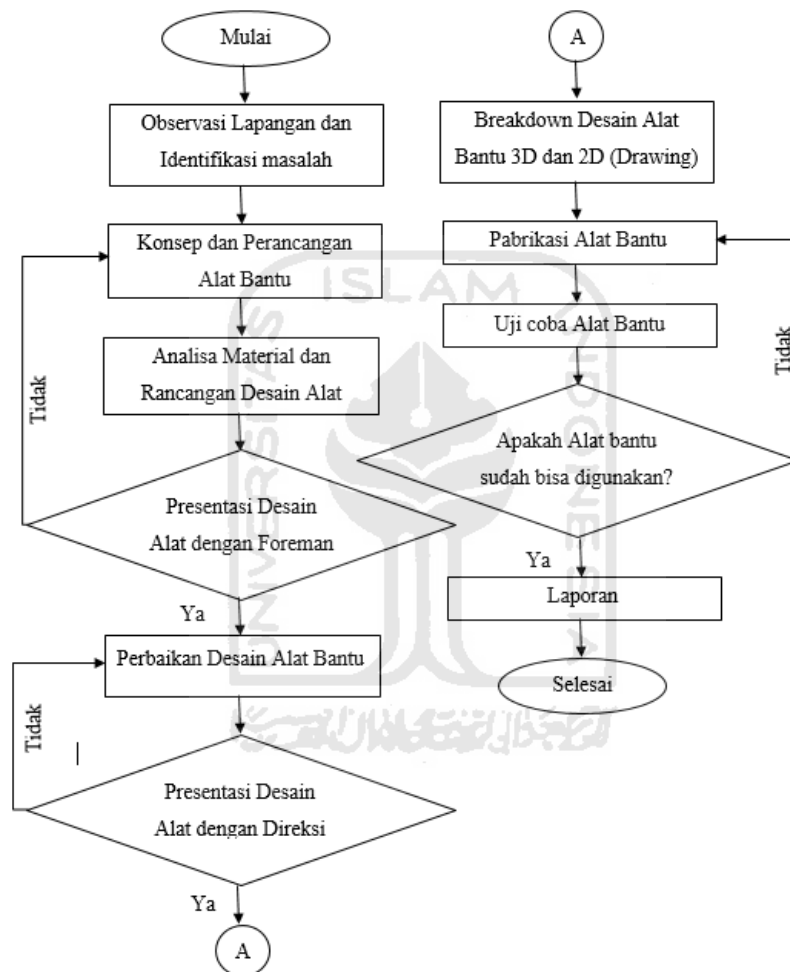 Mulai
Observasi Lapangan dan
Identifikasi masalah
Konsep dan Perancangan
Alat Bantu
Analisa Material dan
Rancangan Desain Alat
Tidak
Presentasi Desain
Alat dengan Foreman
Ya
Perbaikan Desain Alat Bantu
Tidak
Presentasi Desain
Alat dengan Direksi
Ya
A
A
Breakdown Desain Alat
Bantu 3D dan 2D (Drawing)
Pabrikasi Alat Bantu
Uji coba Alat Bantu
Tidak
Apakah Alat bantu
sudah bisa digunakan?
Ya
Laporan
Selesai
UNIVERSITAS
ISLAM
INDONESIA